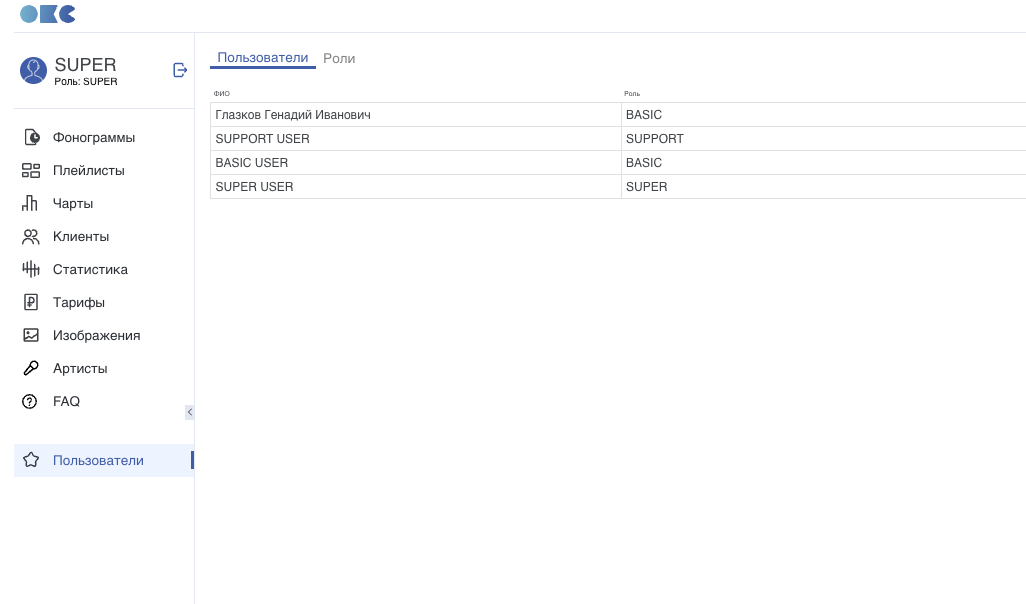 ОКС
SUPER
Роль: SUPER
Фонограммы
Плейлисты
Чарты
Клиенты
Статистика
Тарифы
Изображения
Артисты
FAQ
Пользователи
Пользователи Роли
ФИО Роль
Глазков Генадий Иванович BASIC
SUPPORT USER SUPPORT
BASIC USER BASIC
SUPER USER SUPER